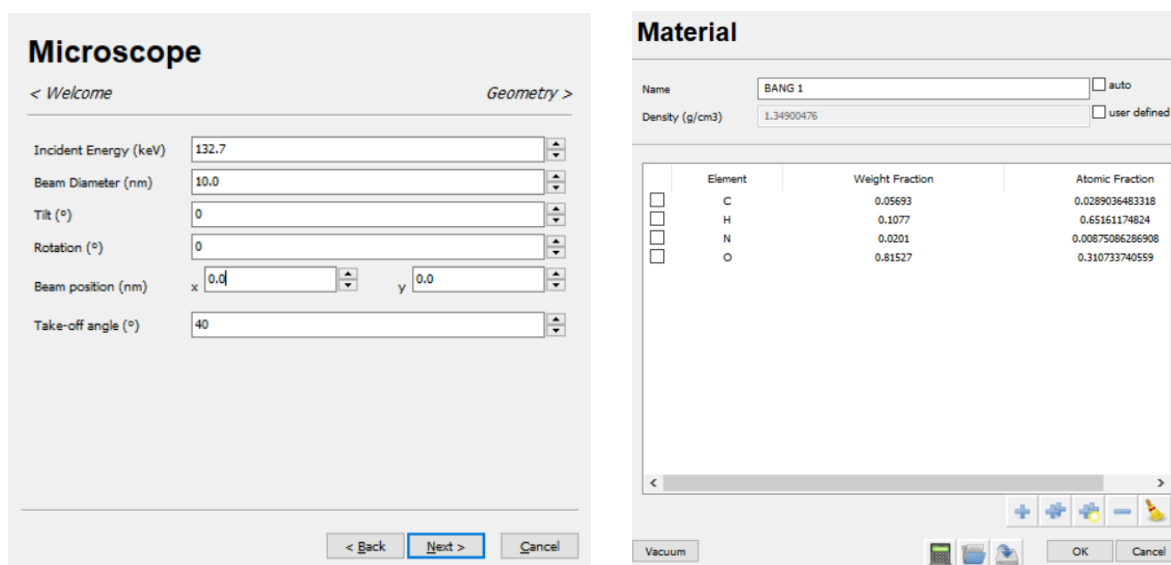 Microscope
< Welcome
Geometry >
Incident Energy (keV) 132.7
Beam Diameter (nm) 10.0
Tilt (º) 0
Rotation (º) 0
Beam position (nm) x 0.0 y 0.0
Take-off angle (º) 40
< Back Next > Cancel
Material
Name BANG 1 auto
Density (g/cm3) 1.34900476 user defined
Element Weight Fraction Atomic Fraction
C 0.05693 0.0289036483318
H 0.1077 0.65161174824
N 0.0201 0.00875086286908
O 0.81527 0.310733740559
Vacuum OK Cancel